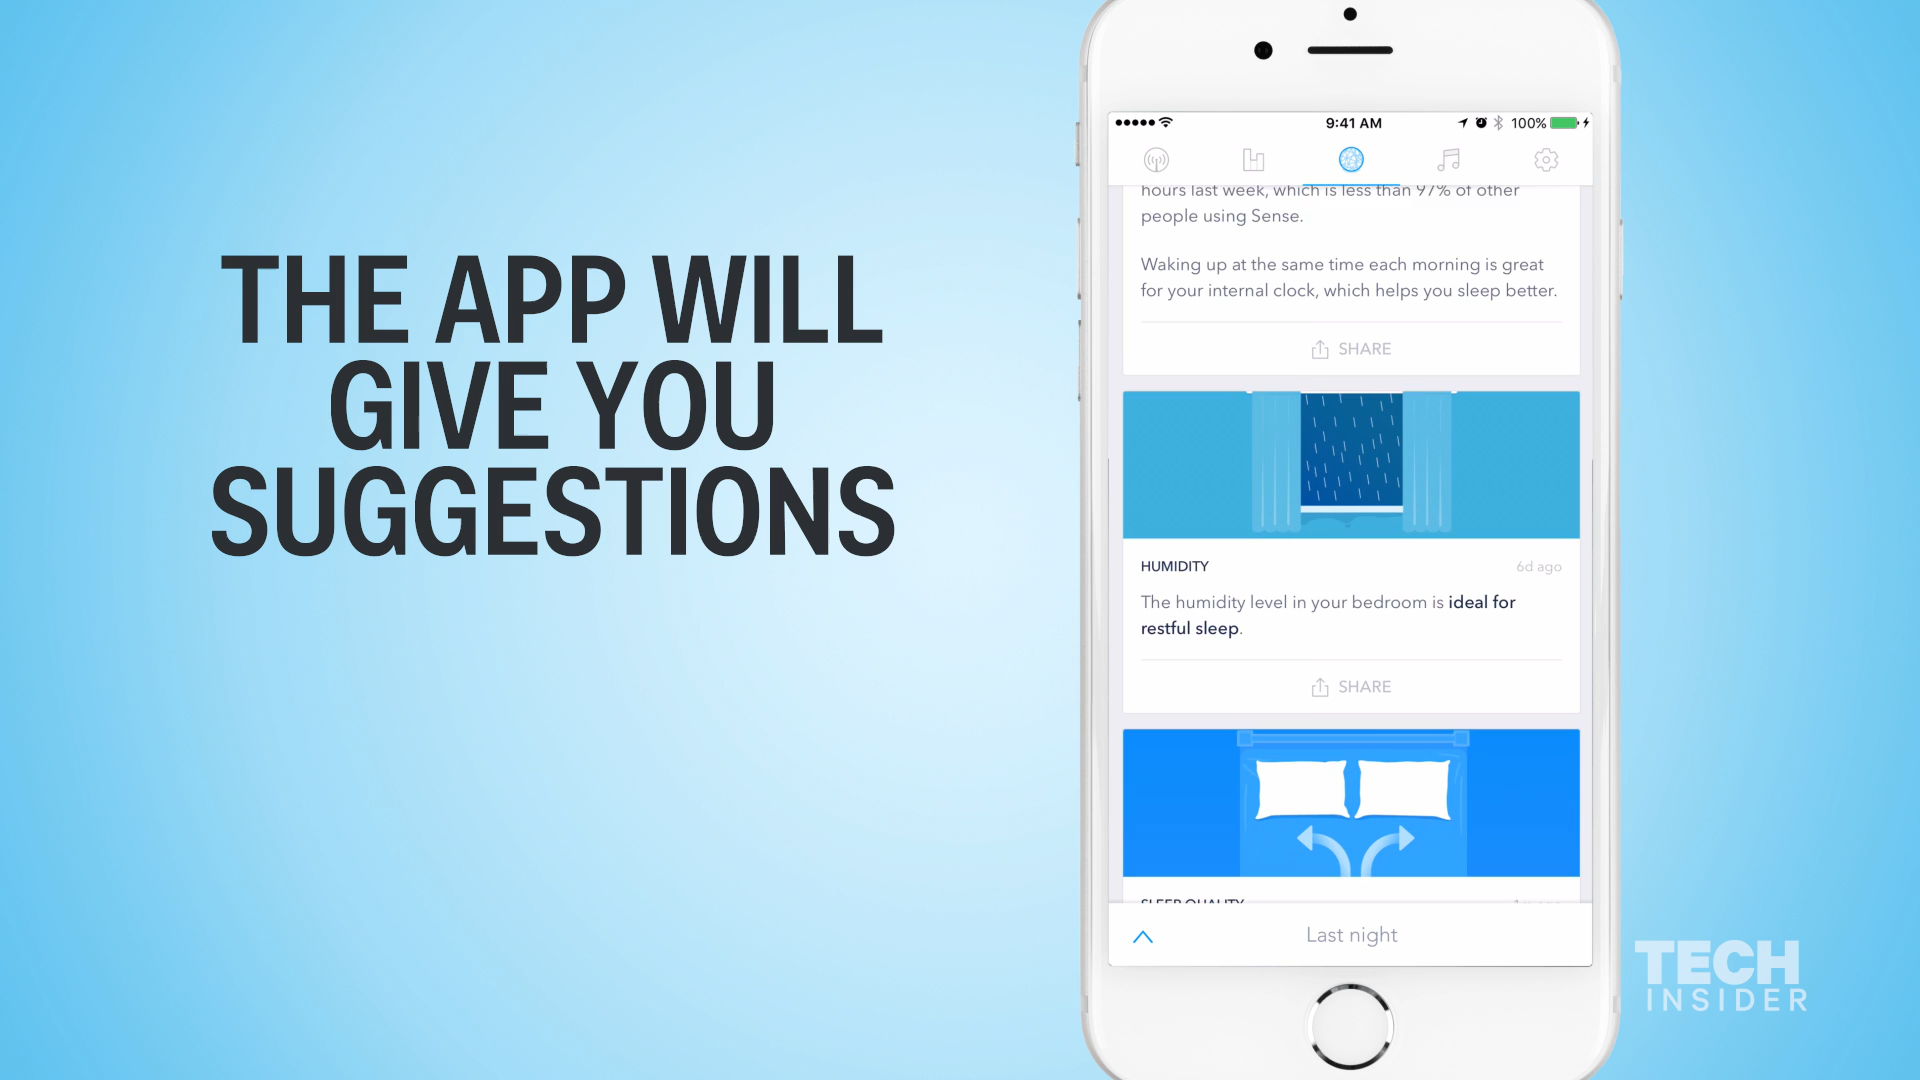 THE APP WILL
GIVE YOU
SUGGESTIONS
9:41 AM
100%
hours last week, which is less than 97% of other
people using Sense.
Waking up at the same time each morning is great
for your internal clock, which helps you sleep better.
SHARE
HUMIDITY
6d ago
The humidity level in your bedroom is ideal for
restful sleep.
SHARE
SLEEP QUALITY
Last night
TECH
INSIDER